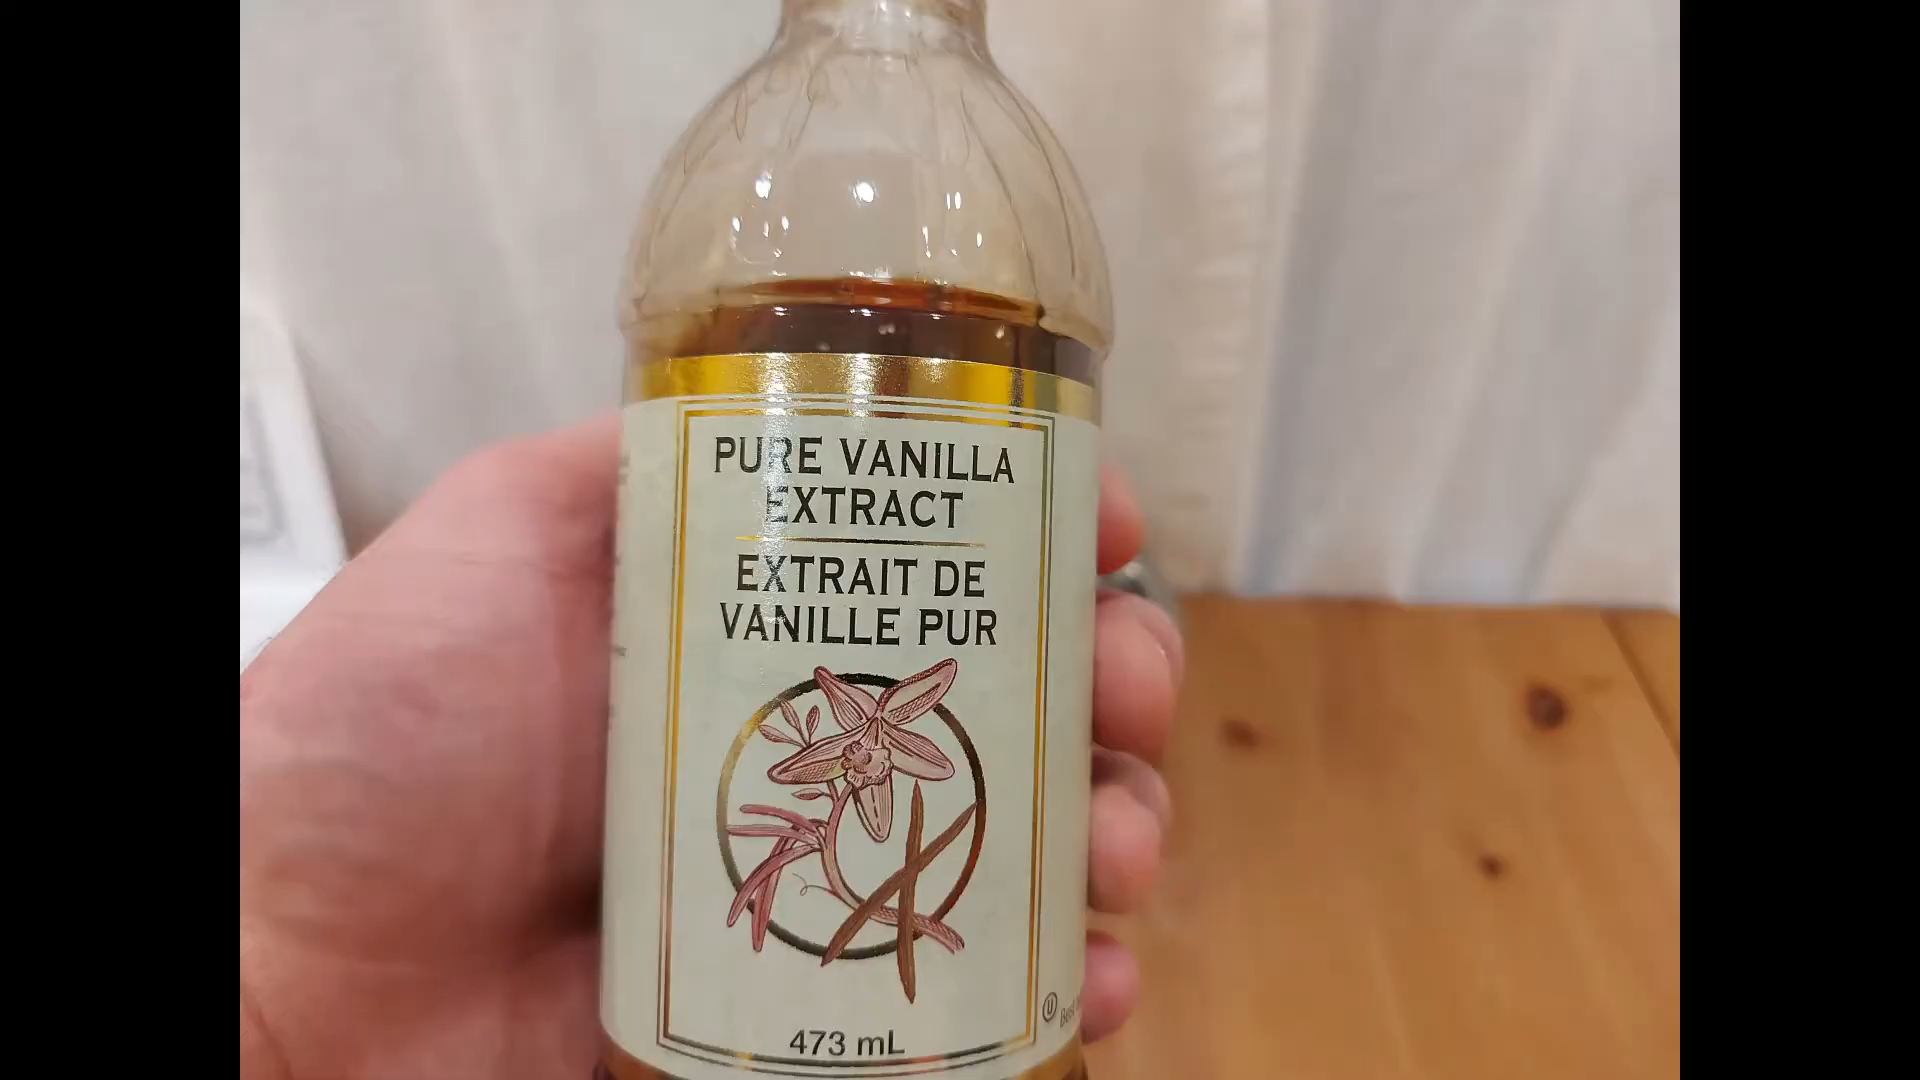 PURE VANILLA
EXTRACT
EXTRAIT DE
VANILLE PUR
473 mL
U